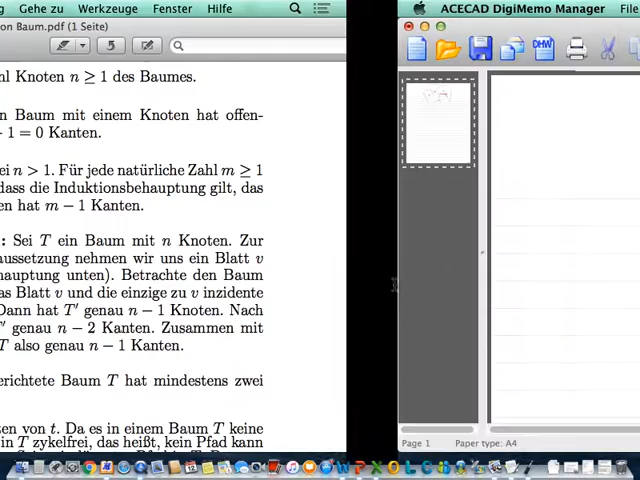 Gehe zu Werkzeuge Fenster Hilfe
on Baum.pdf (1 Seite)
hl Knoten n ≥ 1 des Baumes.
n Baum mit einem Knoten hat offen-
− 1 = 0 Kanten.
ei n > 1. Für jede natürliche Zahl m ≥ 1
dass die Induktionsbehauptung gilt, das
en hat m − 1 Kanten.
: Sei T ein Baum mit n Knoten. Zur
aussetzung nehmen wir uns ein Blatt v
hauptung unten). Betrachte den Baum
as Blatt v und die einzige zu v inzidente
Dann hat T′ genau n − 1 Knoten. Nach
T′ genau n − 2 Kanten. Zusammen mit
T also genau n − 1 Kanten.
erichtete Baum T hat mindestens zwei
zen von t. Da es in einem Baum T keine
in T zykelfrei, das heißt, kein Pfad kann
ACECAD DigiMemo Manager File
DHW
Page 1 Paper type: A4